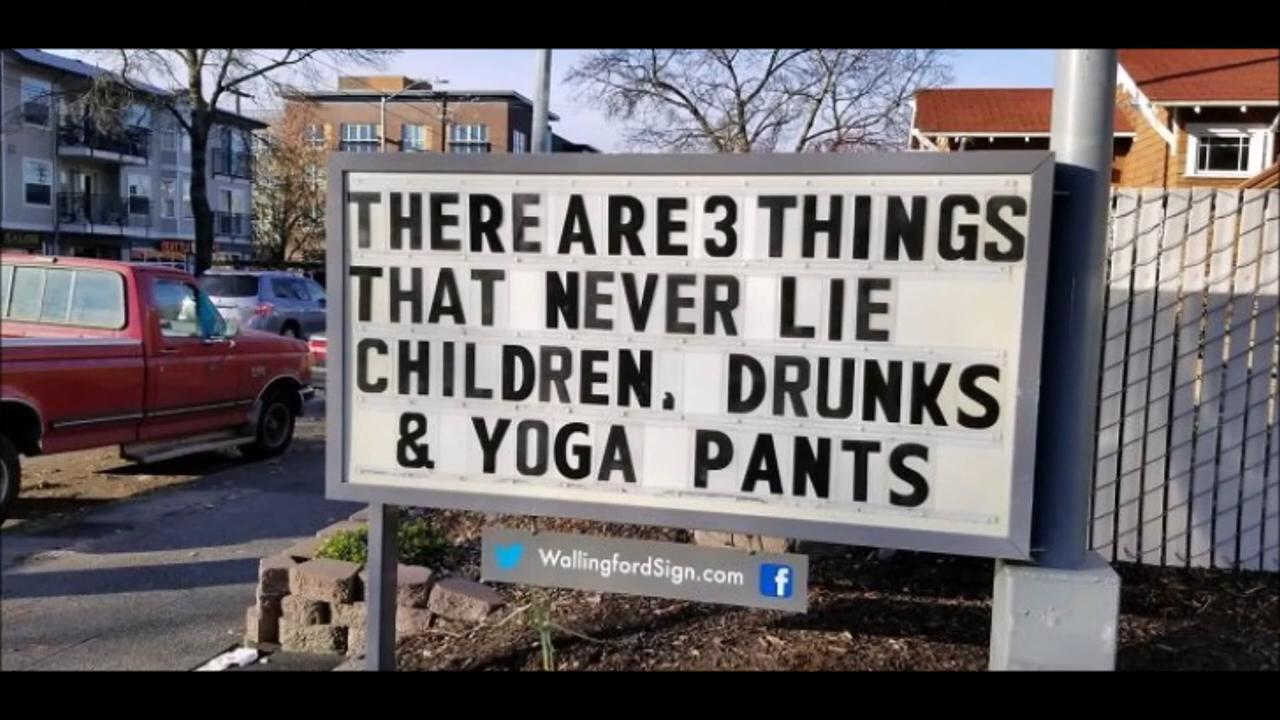 THERE ARE 3 THINGS
THAT NEVER LIE
CHILDREN, DRUNKS
& YOGA PANTS
WallingfordSign.com